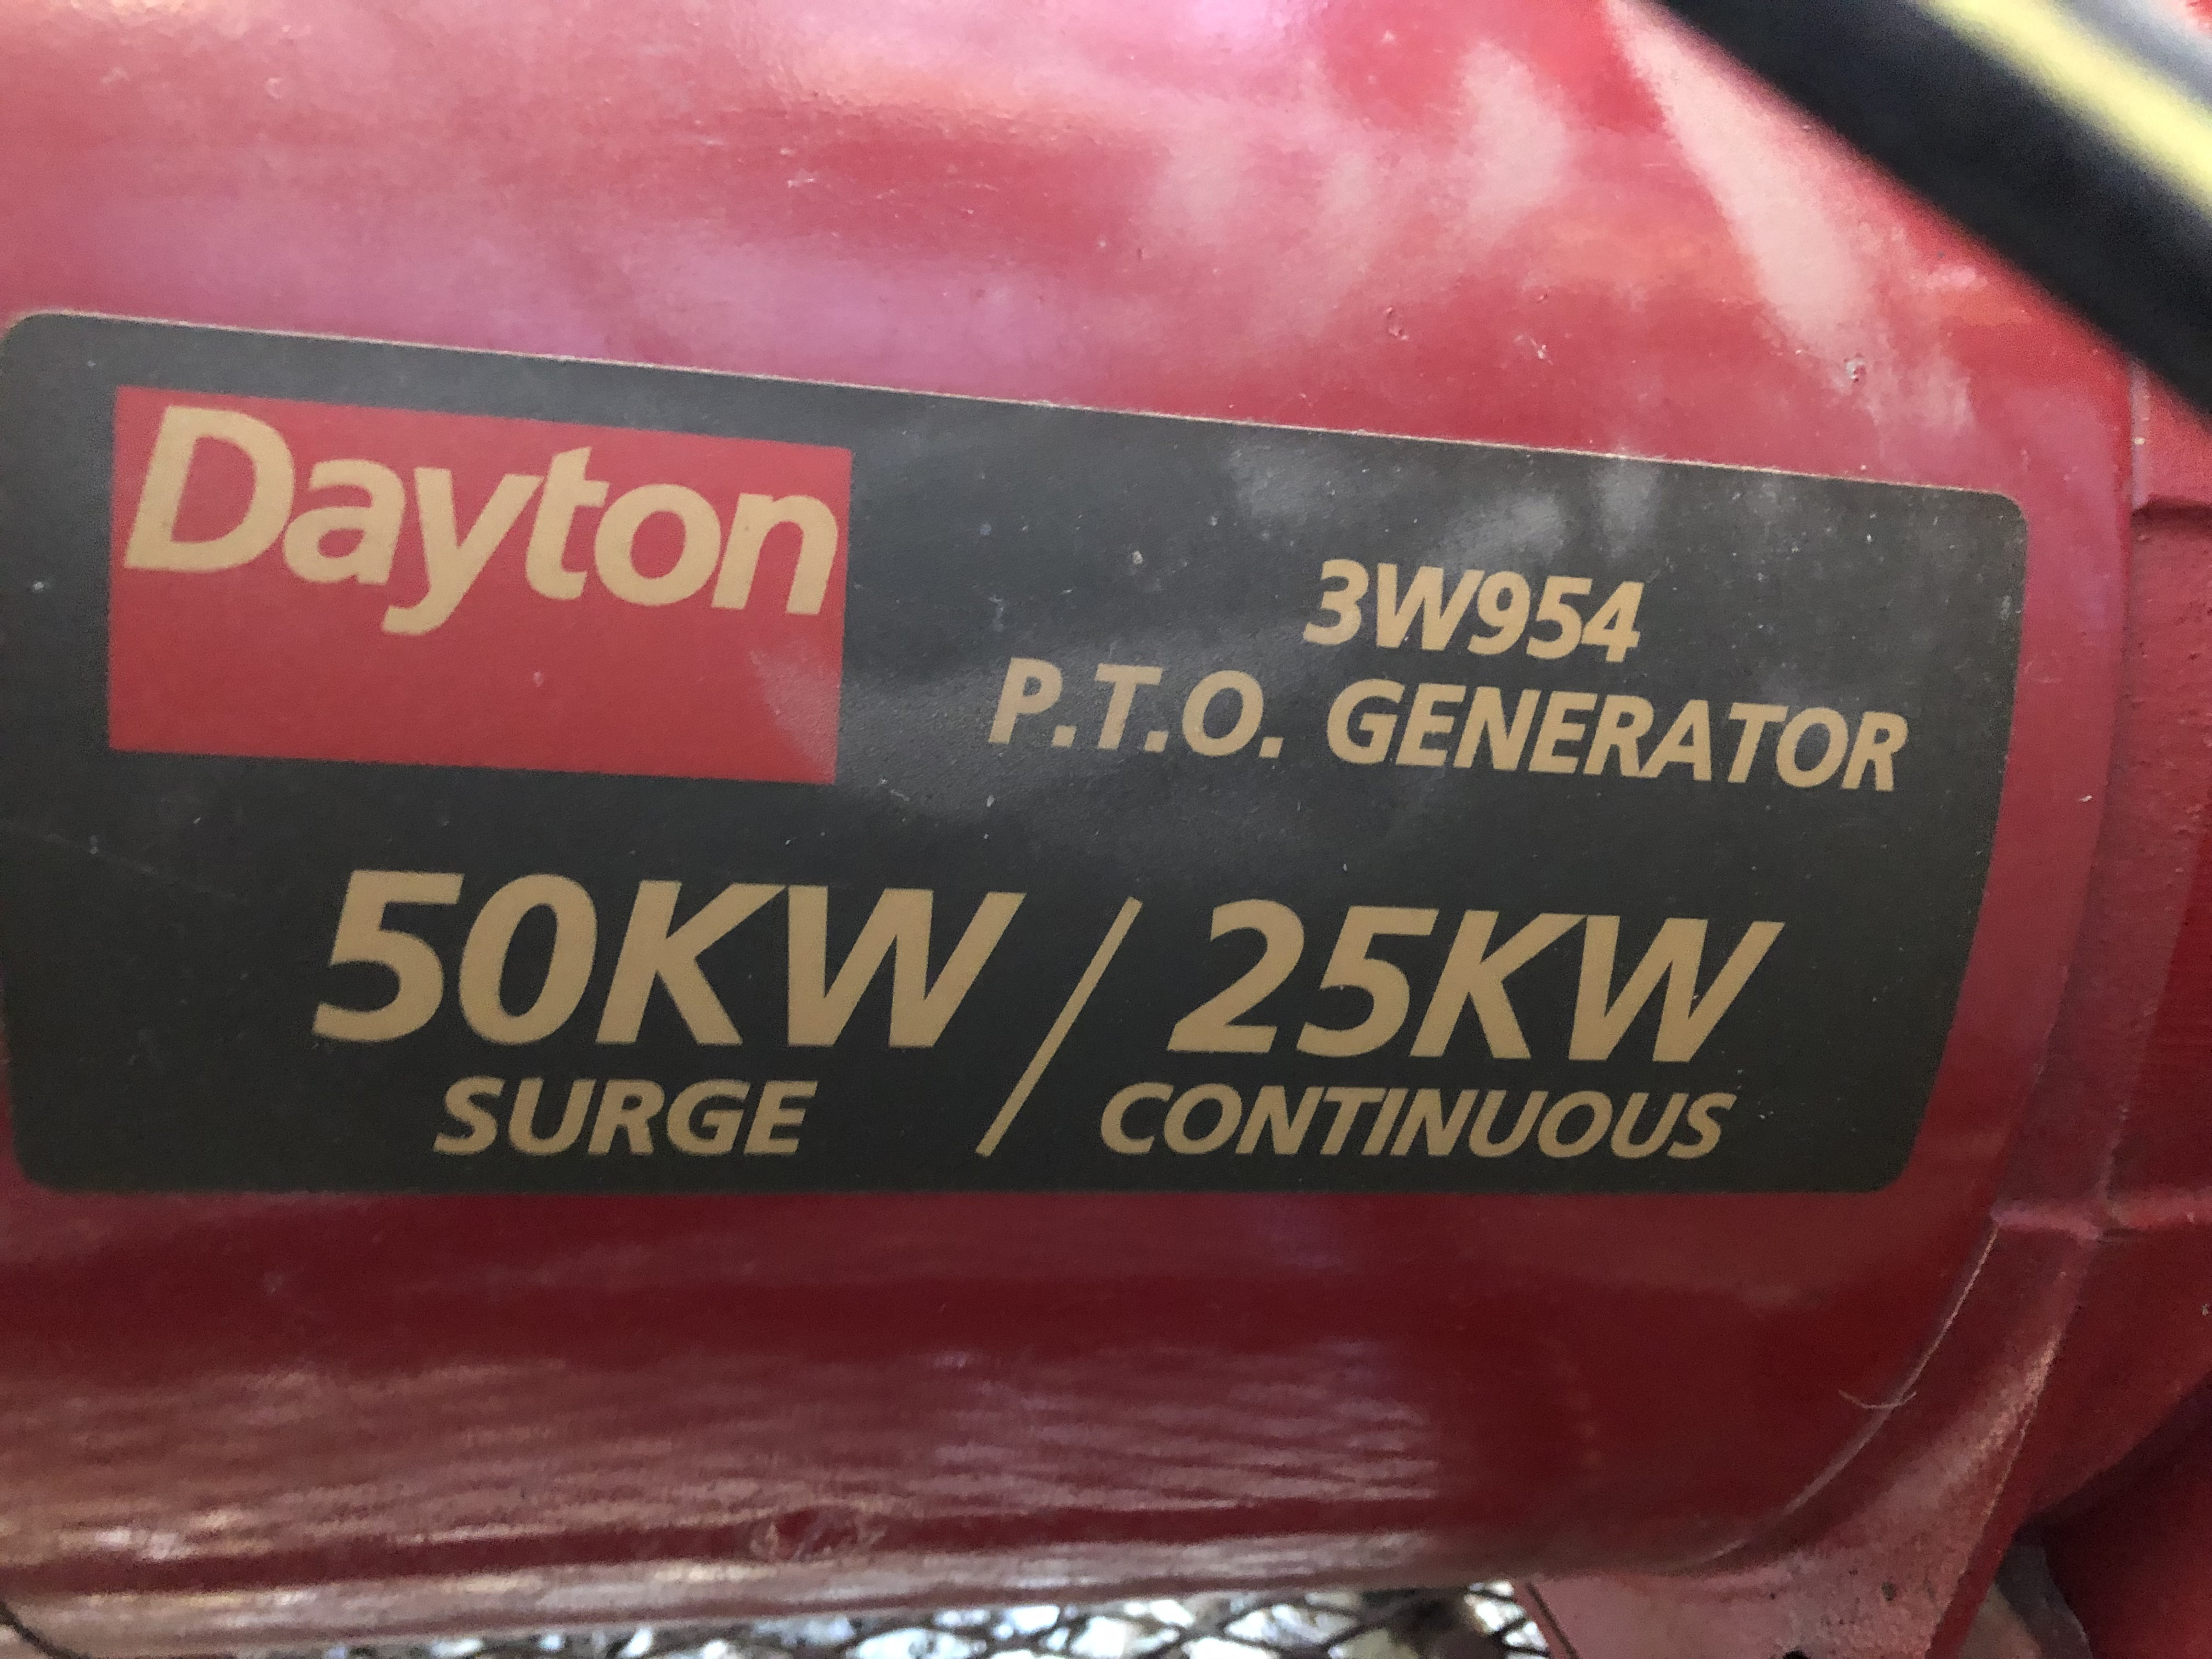 Dayton
3W954
P.T.O. GENERATOR
50KW / 25KW
SURGE CONTINUOUS